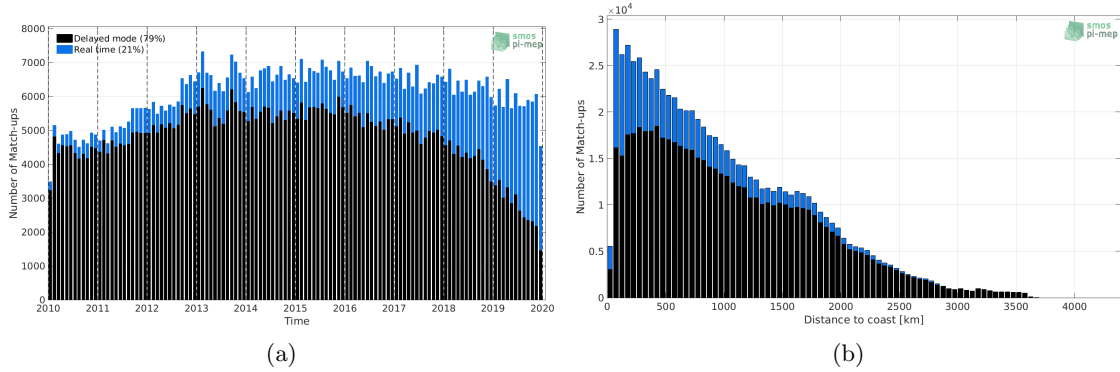 Delayed mode (79%)
Real time (21%)
smos
pi-mep
8000
7000
6000
5000
4000
3000
2000
1000
0
Number of Match-ups
2010 2011 2012 2013 2014 2015 2016 2017 2018 2019 2020
Time
(a)
×10⁴
smos
pi-mep
3
2.5
2
1.5
1
0.5
0
Number of Match-ups
0 500 1000 1500 2000 2500 3000 3500 4000
Distance to coast [km]
(b)